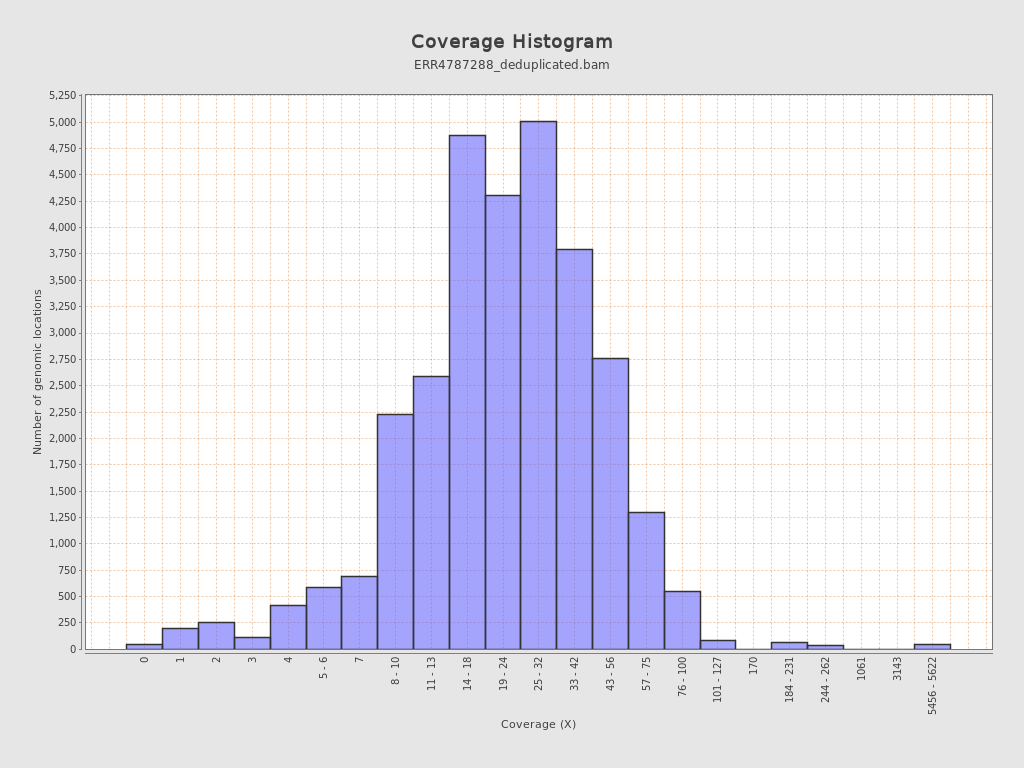 Coverage Histogram
ERR4787288_deduplicated.bam
5,250
5,000
4,750
4,500
4,250
4,000
3,750
3,500
3,250
3,000
2,750
2,500
2,250
2,000
1,750
1,500
1,250
1,000
750
500
250
0
Number of genomic locations
0
1
2
3
4
5 - 6
7
8 - 10
11 - 13
14 - 18
19 - 24
25 - 32
33 - 42
43 - 56
57 - 75
76 - 100
101 - 127
170
184 - 231
244 - 262
1061
3143
5456 - 5622
Coverage (X)